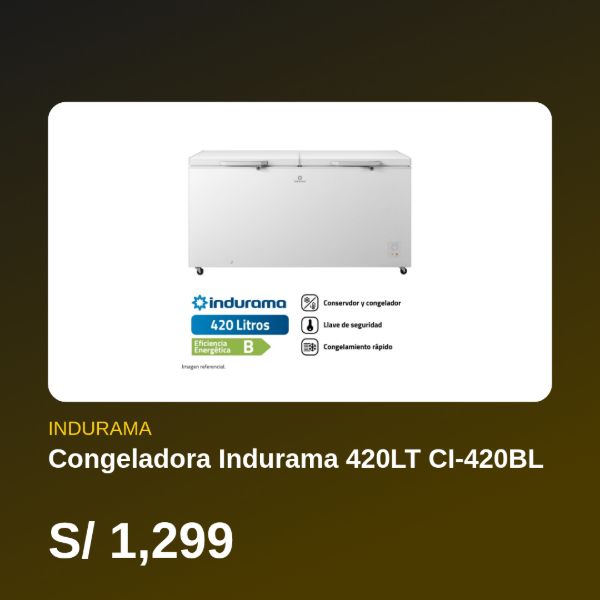 indurama
420 Litros
Eficiencia
Energética
B
Conservdor y congelador
Llave de seguridad
Congelamiento rápido
Imagen referencial.
INDURAMA
Congeladora Indurama 420LT CI-420BL
S/ 1,299